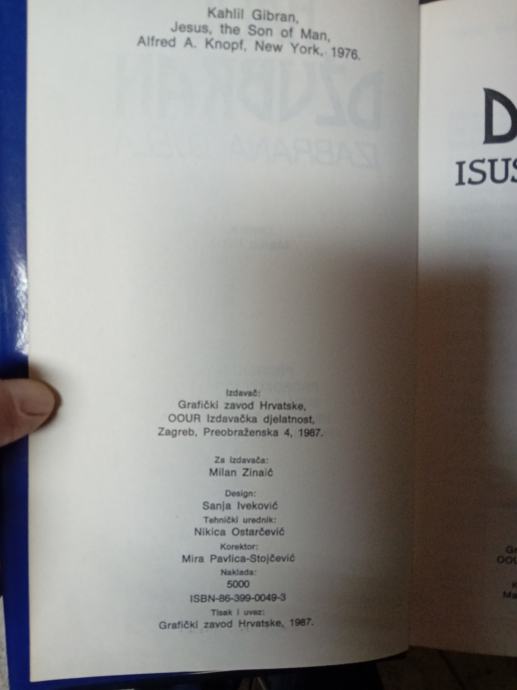 Kahlil Gibran,
Jesus, the Son of Man,
Alfred A. Knopf, New York, 1976.
Izdavač:
Grafički zavod Hrvatske,
OOUR Izdavačka djelatnost,
Zagreb, Preobraženska 4, 1987.
Za izdavača:
Milan Zinaić
Design:
Sanja Iveković
Tehnički urednik:
Nikica Ostarčević
Korektor:
Mira Pavlica-Stojčević
Naklada:
5000
ISBN-86-399-0049-3
Tisak i uvez:
Grafički zavod Hrvatske, 1987.
D
ISUS